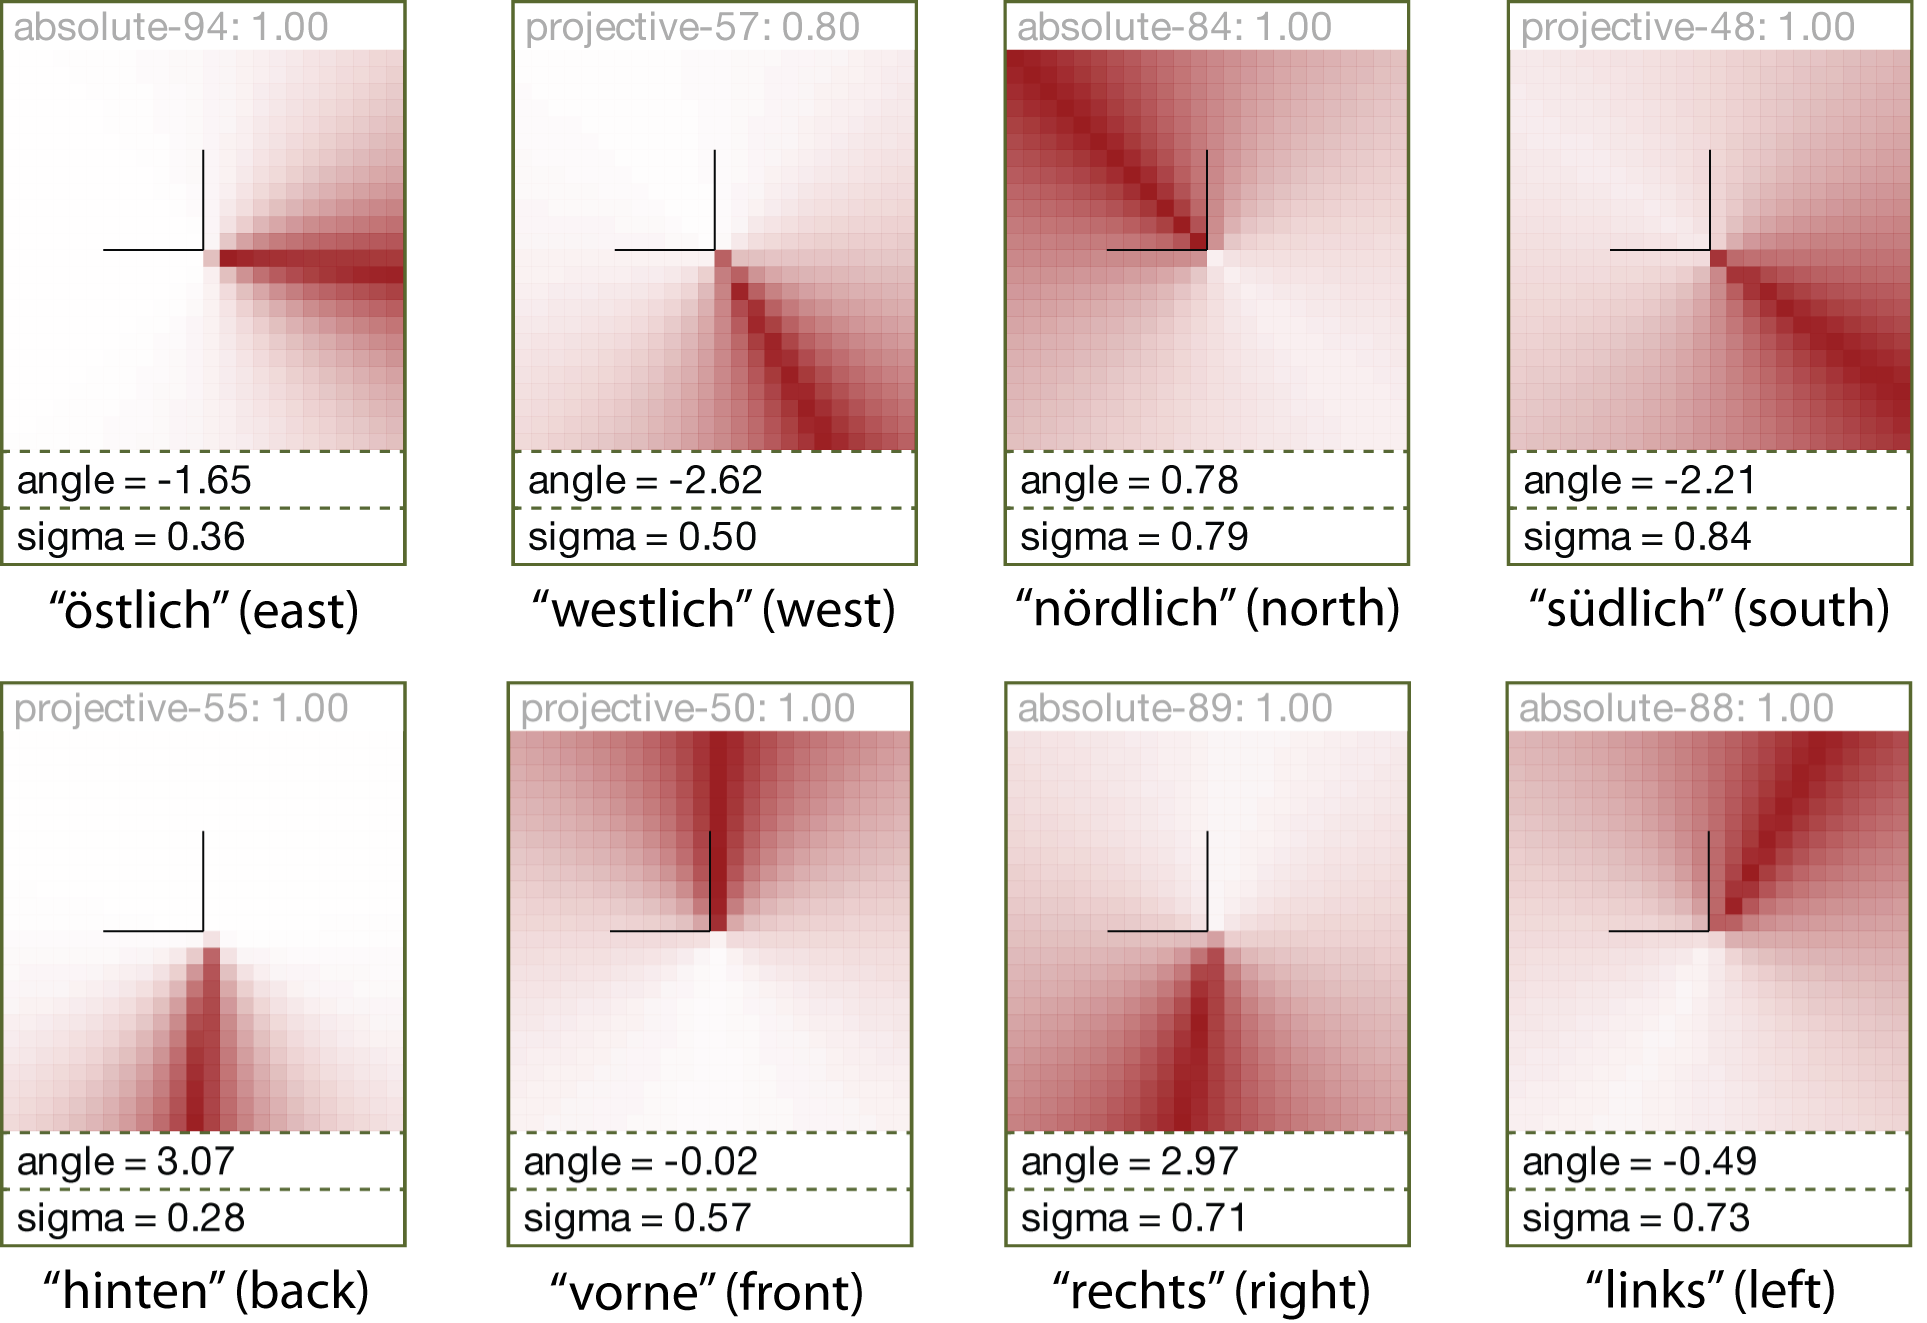 absolute-94: 1.00
angle = -1.65
sigma = 0.36
“östlich” (east)
projective-57: 0.80
angle = -2.62
sigma = 0.50
“westlich” (west)
absolute-84: 1.00
angle = 0.78
sigma = 0.79
“nördlich” (north)
projective-48: 1.00
angle = -2.21
sigma = 0.84
“südlich” (south)
projective-55: 1.00
angle = 3.07
sigma = 0.28
“hinten” (back)
projective-50: 1.00
angle = -0.02
sigma = 0.57
“vorne” (front)
absolute-89: 1.00
angle = 2.97
sigma = 0.71
“rechts” (right)
absolute-88: 1.00
angle = -0.49
sigma = 0.73
“links” (left)